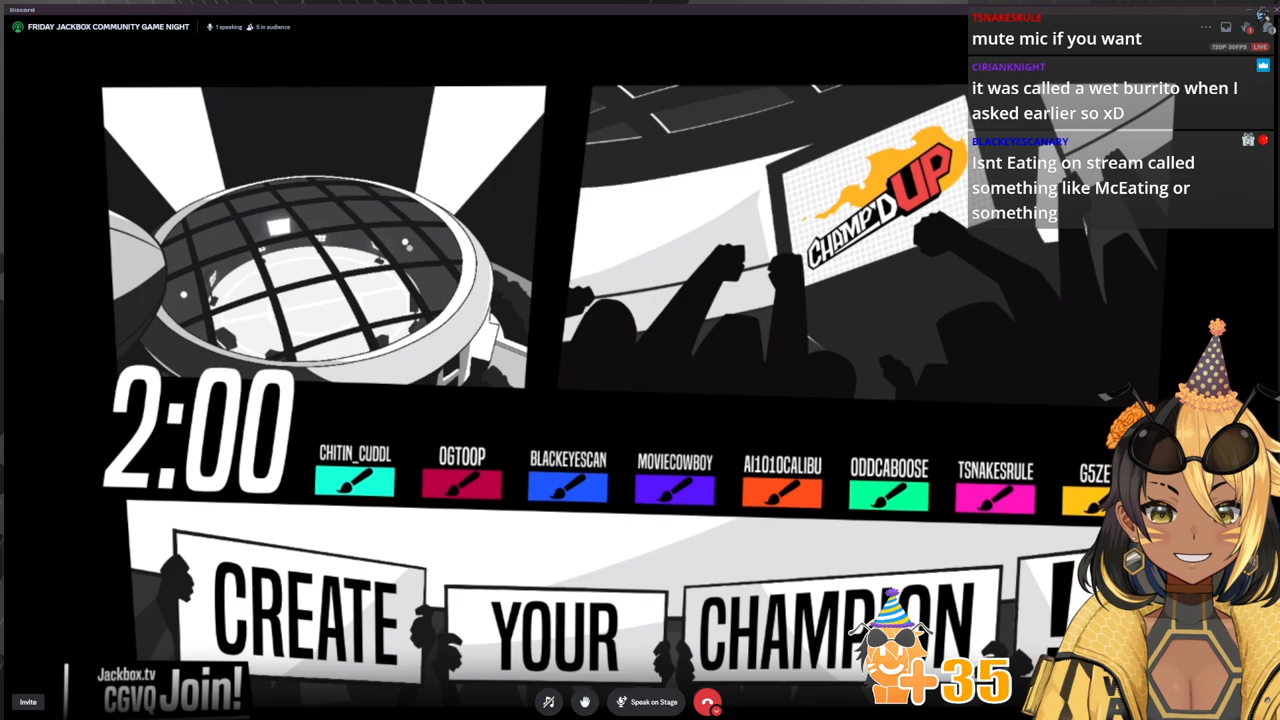 Discord
FRIDAY JACKBOX COMMUNITY GAME NIGHT
1 speaking
5 in audience
720P 30FPS LIVE
TSNAKESRULE
mute mic if you want
CIRIANKNIGHT
it was called a wet burrito when I
asked earlier so xD
BLACKEYESCANARY
Isnt Eating on stream called
something like McEating or
something
CHAMP'D UP
2:00
CHITIN_CUDDL
OGTOOP
BLACKEYESCAN
MOVIECOWBOY
AI1010CALIBU
ODDCABOOSE
TSNAKESRULE
G5ZE
CREATE
YOUR
CHAMPION
!
+35
Jackbox.tv
CGVQ Join!
Invite
Speak on Stage